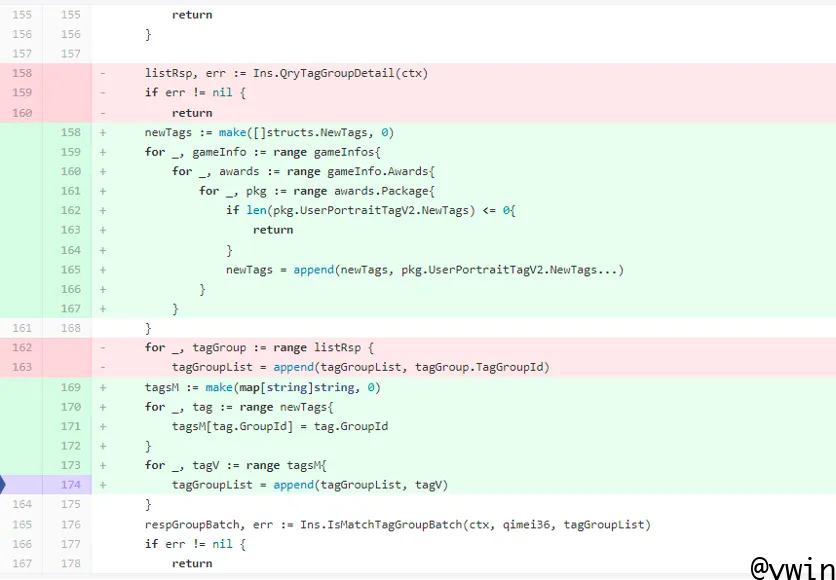 155 155 return
156 156 }
157 157
158 - listRsp, err := Ins.QryTagGroupDetail(ctx)
159 - if err != nil {
160 - return
158 + newTags := make([]structs.NewTags, 0)
159 + for _, gameInfo := range gameInfos{
160 + for _, awards := range gameInfo.Awards{
161 + for _, pkg := range awards.Package{
162 + if len(pkg.UserPortraitTagV2.NewTags) <= 0{
163 + return
164 + }
165 + newTags = append(newTags, pkg.UserPortraitTagV2.NewTags...)
166 + }
167 + }
161 168 }
162 - for _, tagGroup := range listRsp {
163 - tagGroupList = append(tagGroupList, tagGroup.TagGroupId)
169 + tagsM := make(map[string]string, 0)
170 + for _, tag := range newTags{
171 + tagsM[tag.GroupId] = tag.GroupId
172 + }
173 + for _, tagV := range tagsM{
174 + tagGroupList = append(tagGroupList, tagV)
164 175 }
165 176 respGroupBatch, err := Ins.IsMatchTagGroupBatch(ctx, qimei36, tagGroupList)
166 177 if err != nil {
167 178 return
@vwin